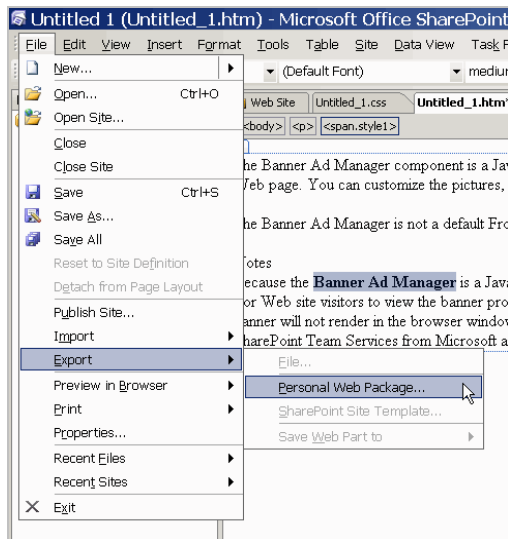 Untitled 1 (Untitled_1.htm) - Microsoft Office SharePoint
File Edit View Insert Format Tools Table Site Data View Task
(Default Font) medium
New...
Open... Ctrl+O
Web Site Untitled_1.css Untitled_1.htm*
Open Site...
<body> <p> <span.style1>
Close
Close Site
he Banner Ad Manager component is a Jav
Save Ctrl+S
Web page. You can customize the pictures,
Save As...
he Banner Ad Manager is not a default Fro
Save All
Reset to Site Definition
otes
Detach from Page Layout
ecause the Banner Ad Manager is a Java
Publish Site...
or Web site visitors to view the banner pro
Import
anner will not render in the browser window
harePoint Team Services from Microsoft a
Export
File...
Preview in Browser
Personal Web Package...
Print
SharePoint Site Template...
Properties...
Save Web Part to
Recent Files
Recent Sites
Exit